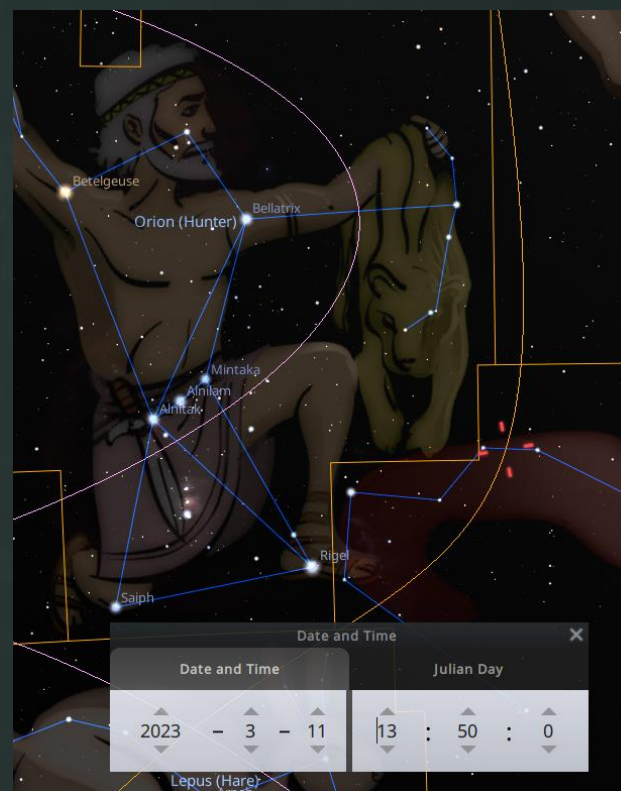 Betelgeuse
Bellatrix
Orion (Hunter)
Mintaka
Alnilam
Alnitak
Rigel
Saiph
Date and Time
Date and Time Julian Day
2023 - 3 - 11 13 : 50 : 0
Lepus (Hare)